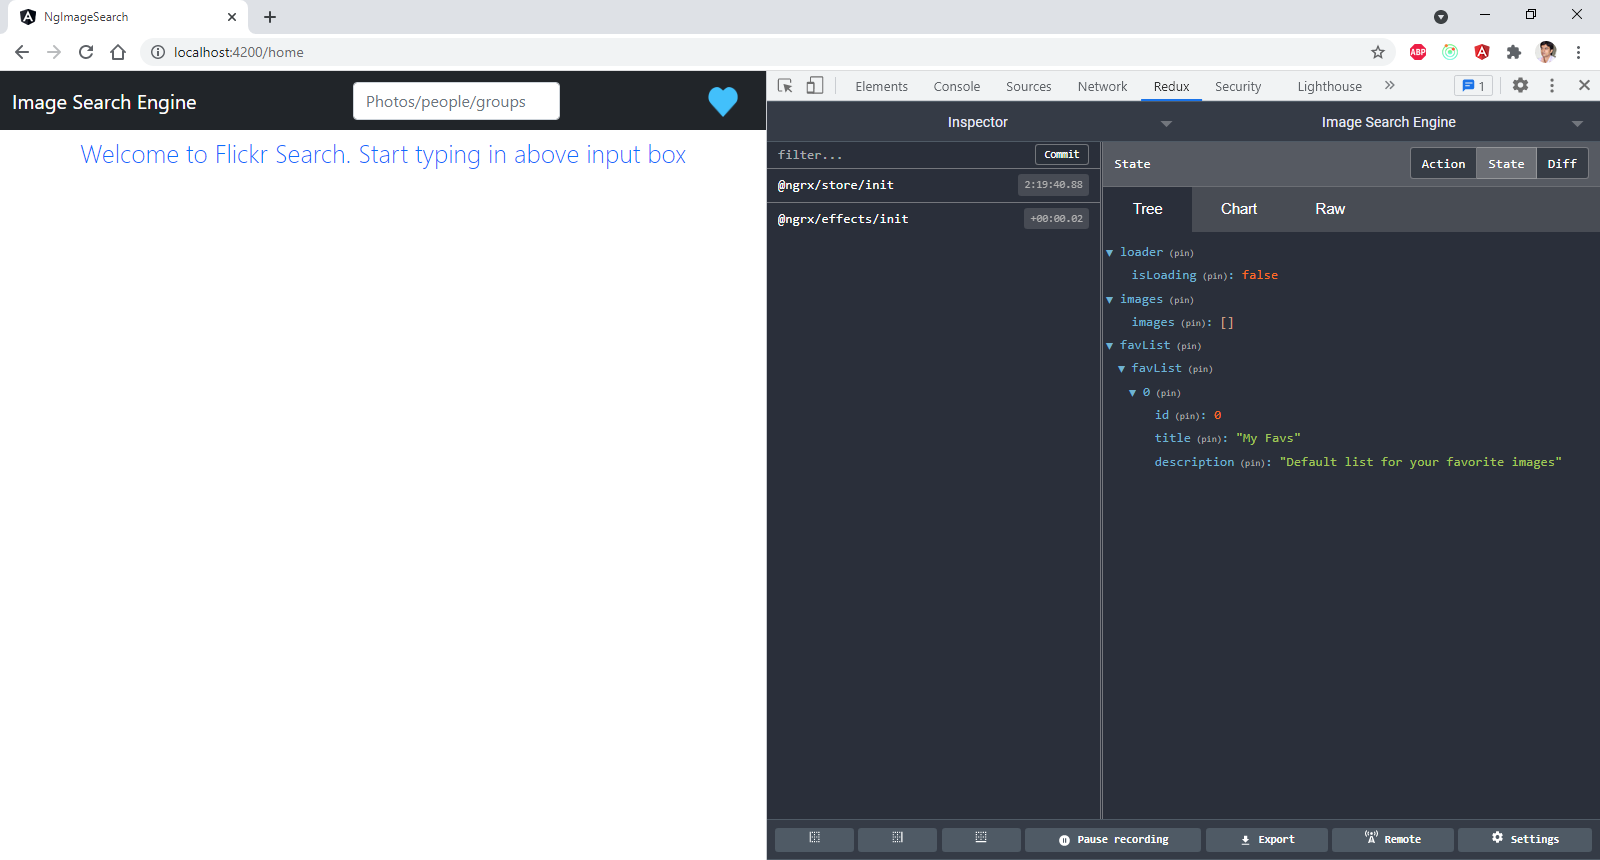 NgImageSearch
localhost:4200/home
ABP
Image Search Engine
Photos/people/groups
Welcome to Flickr Search. Start typing in above input box
Elements Console Sources Network Redux Security Lighthouse » 1
Inspector
Image Search Engine
filter...
Commit
@ngrx/store/init 2:19:40.88
@ngrx/effects/init +00:00.02
State
Action State Diff
Tree Chart Raw
loader (pin)
isLoading (pin): false
images (pin)
images (pin): []
favList (pin)
favList (pin)
0 (pin)
id (pin): 0
title (pin): "My Favs"
description (pin): "Default list for your favorite images"
Pause recording Export Remote Settings